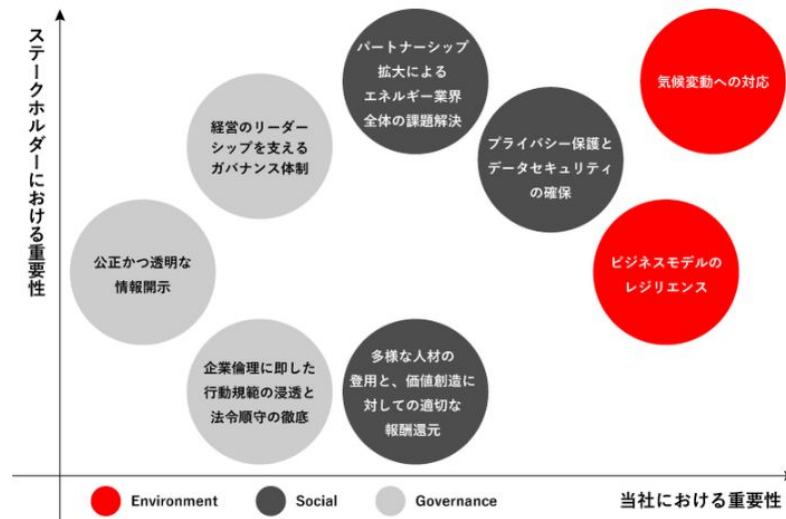 ステークホルダーにおける重要性
パートナーシップ
拡大による
エネルギー業界
全体の課題解決
気候変動への対応
経営のリーダー
シップを支える
ガバナンス体制
プライバシー保護と
データセキュリティ
の確保
公正かつ透明な
情報開示
ビジネスモデルの
レジリエンス
企業倫理に即した
行動規範の浸透と
法令順守の徹底
多様な人材の
登用と、価値創造に
対しての適切な
報酬還元
Environment
Social
Governance
当社における重要性